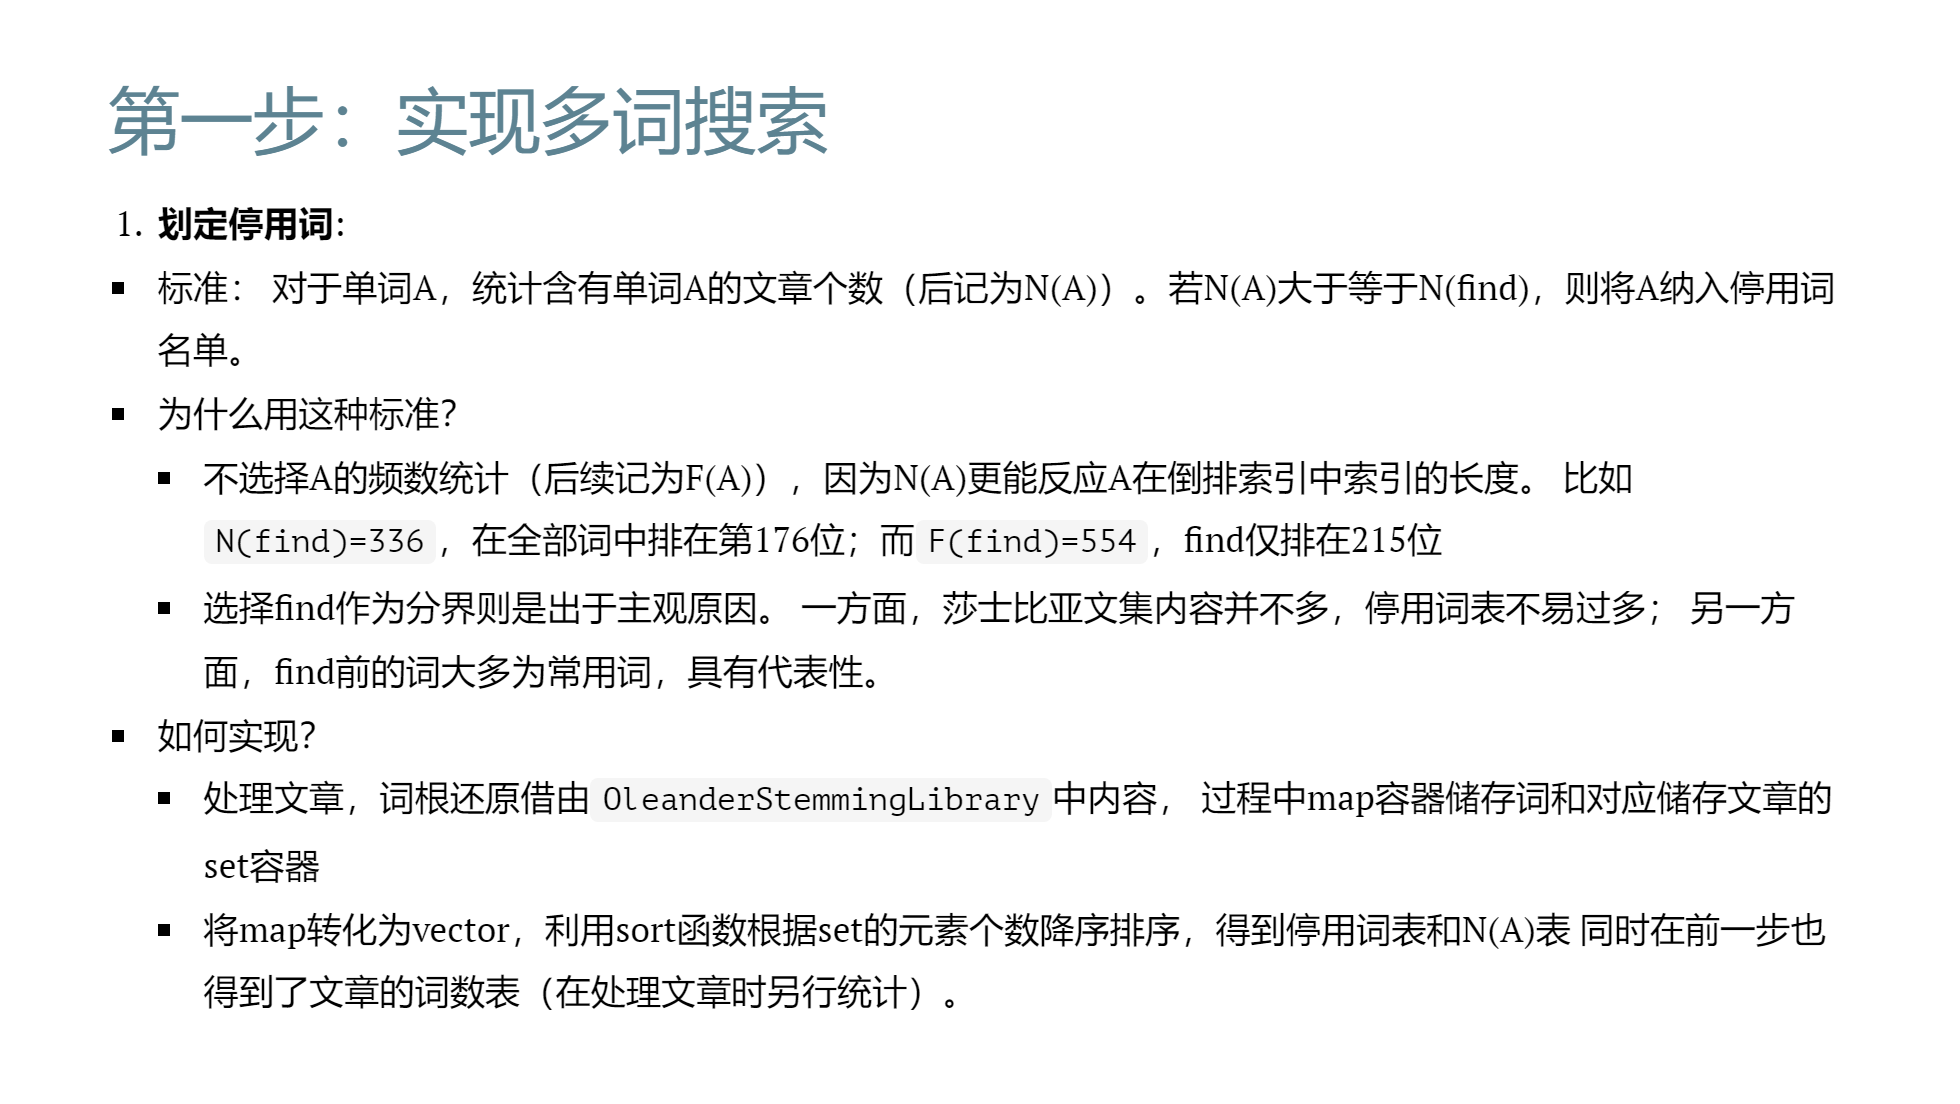 第一步：实现多词搜索
1. 划定停用词：
标准： 对于单词A，统计含有单词A的文章个数（后记为N(A)）。若N(A)大于等于N(find)，则将A纳入停用词
名单。
为什么用这种标准？
不选择A的频数统计（后续记为F(A)），因为N(A)更能反应A在倒排索引中索引的长度。 比如
N(find)=336，在全部词中排在第176位；而 F(find)=554，find仅排在215位
选择find作为分界则是出于主观原因。 一方面，莎士比亚文集内容并不多，停用词表不易过多； 另一方
面，find前的词大多为常用词，具有代表性。
如何实现？
处理文章，词根还原借由 OleanderStemmingLibrary 中内容， 过程中map容器储存词和对应储存文章的
set容器
将map转化为vector，利用sort函数根据set的元素个数降序排序，得到停用词表和N(A)表 同时在前一步也
得到了文章的词数表（在处理文章时另行统计）。